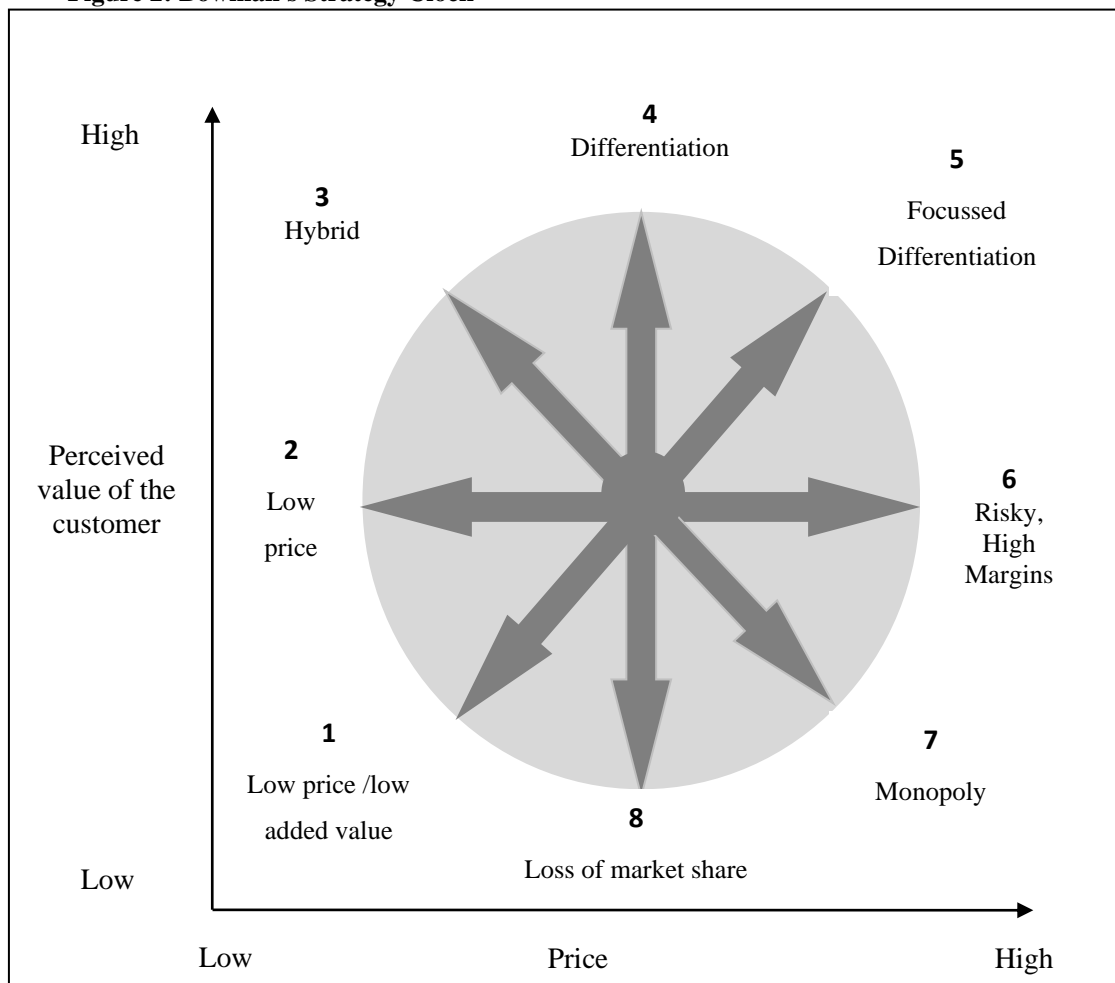 Figure 2: Bowman's Strategy Clock
High
4
Differentiation
5
Focussed
Differentiation
3
Hybrid
Perceived
value of the
customer
2
Low
price
6
Risky,
High
Margins
1
Low price /low
added value
7
Monopoly
8
Loss of market share
Low
Low
Price
High